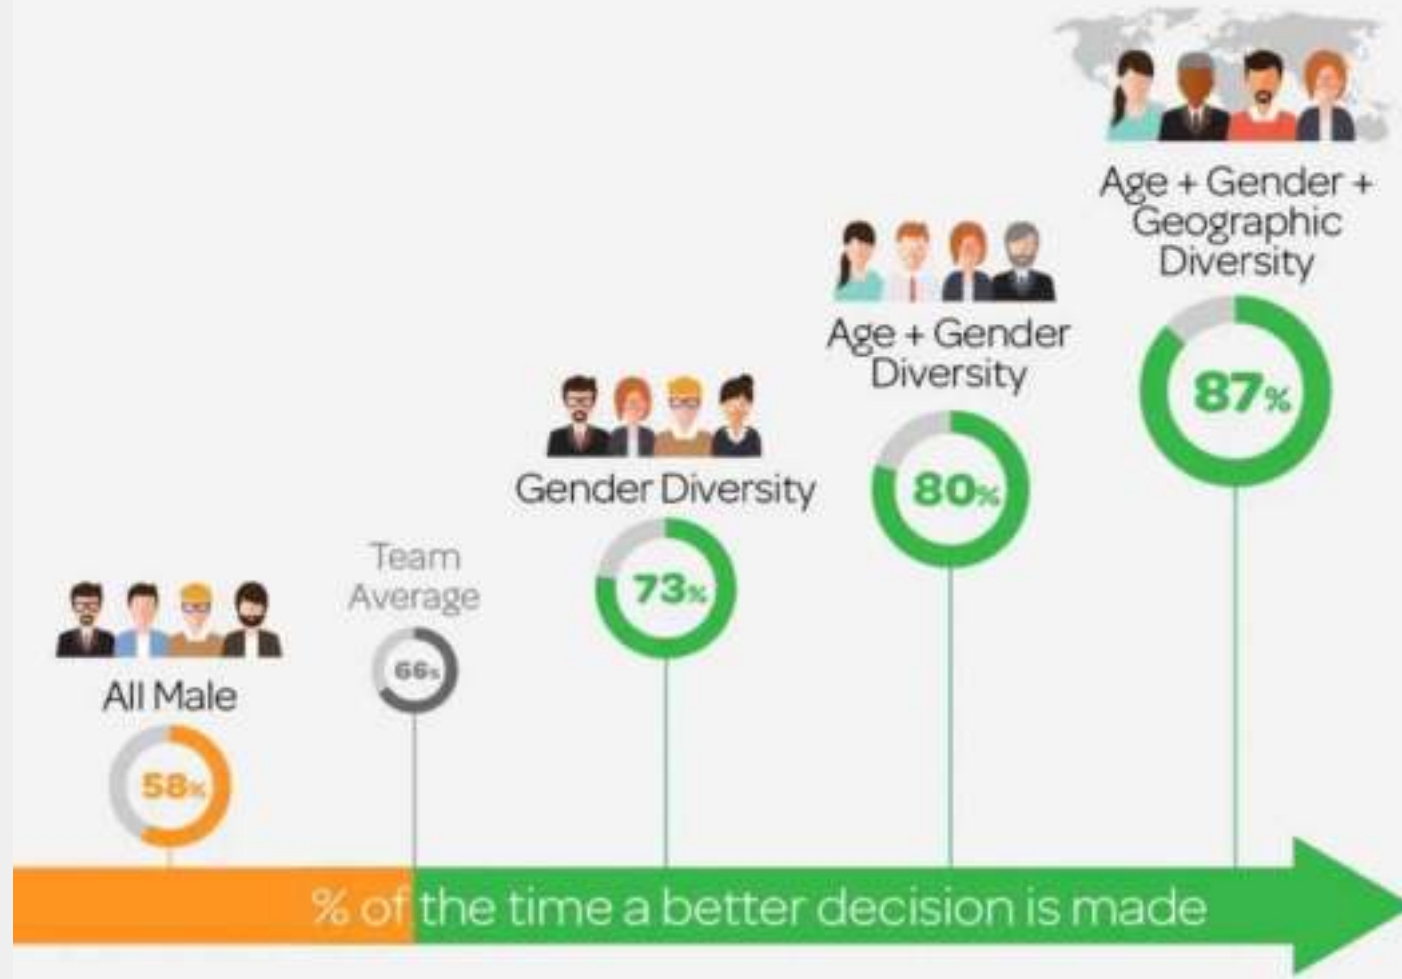 All Male
58%
Team
Average
66%
Gender Diversity
73%
Age + Gender
Diversity
80%
Age + Gender +
Geographic
Diversity
87%
% of the time a better decision is made